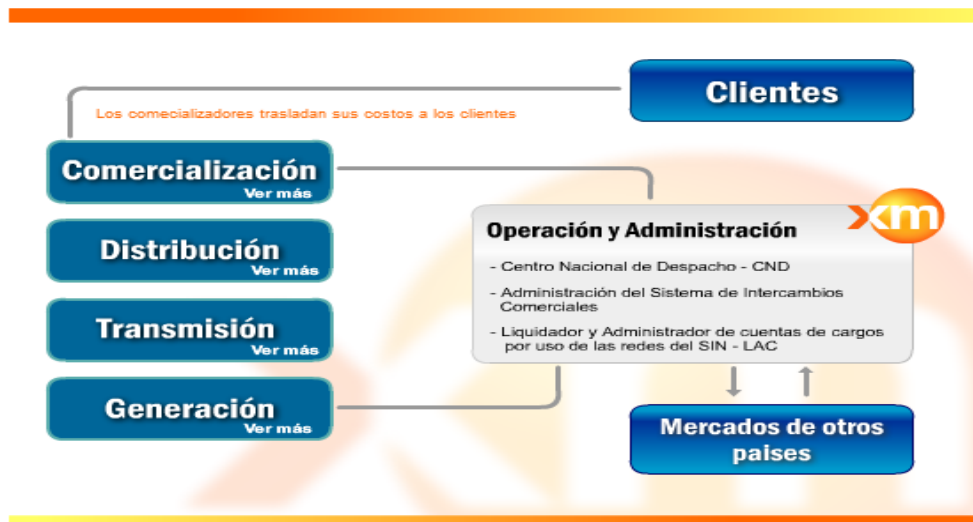 Clientes
Los comecializadores trasladan sus costos a los clientes
Comercialización
Ver más
Distribución
Ver más
Transmisión
Ver más
Generación
Ver más
xm
Operación y Administración
- Centro Nacional de Despacho - CND
- Administración del Sistema de Intercambios
Comerciales
- Liquidador y Administrador de cuentas de cargos
por uso de las redes del SIN - LAC
Mercados de otros
paises